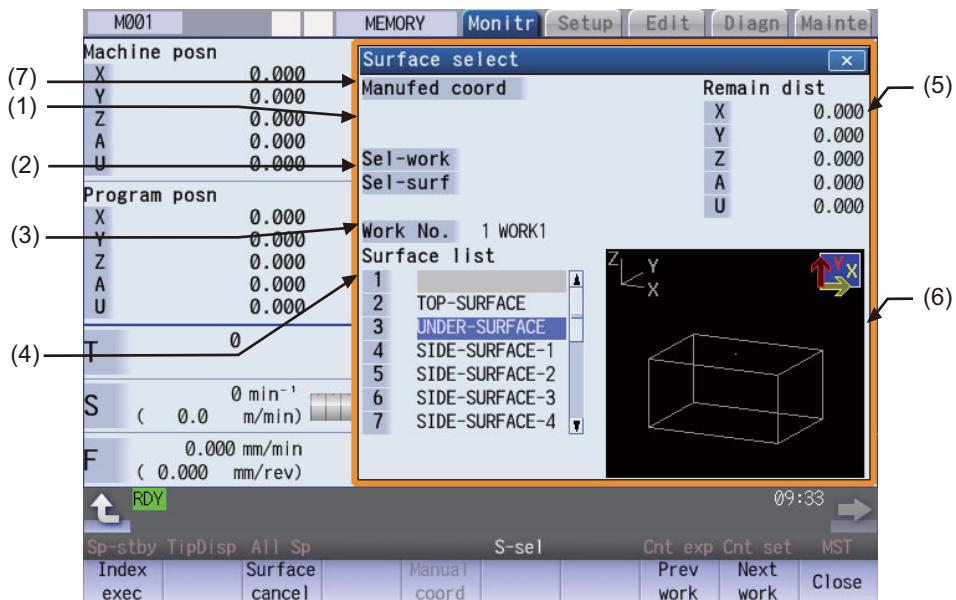 M001 MEMORY Monitr Setup Edit Diagn Mainte
Machine posn
X 0.000
Y 0.000
Z 0.000
A 0.000
U 0.000
Program posn
X 0.000
Y 0.000
Z 0.000
A 0.000
U 0.000
T 0
S 0 min⁻¹
( 0.0 m/min)
F 0.000 mm/min
( 0.000 mm/rev)
Surface select
Manufed coord
Remain dist
X 0.000
Y 0.000
Z 0.000
A 0.000
U 0.000
Sel-work
Sel-surf
Work No. 1 WORK1
Surface list
1
2 TOP-SURFACE
3 UNDER-SURFACE
4 SIDE-SURFACE-1
5 SIDE-SURFACE-2
6 SIDE-SURFACE-3
7 SIDE-SURFACE-4
Z Y
X
Y X
(7)
(1)
(2)
(3)
(4)
(5)
(6)
RDY 09:33
Sp-stby TipDisp All Sp S-sel Cnt exp Cnt set MST
Index exec
Surface cancel
Manual coord
Prev work
Next work
Close